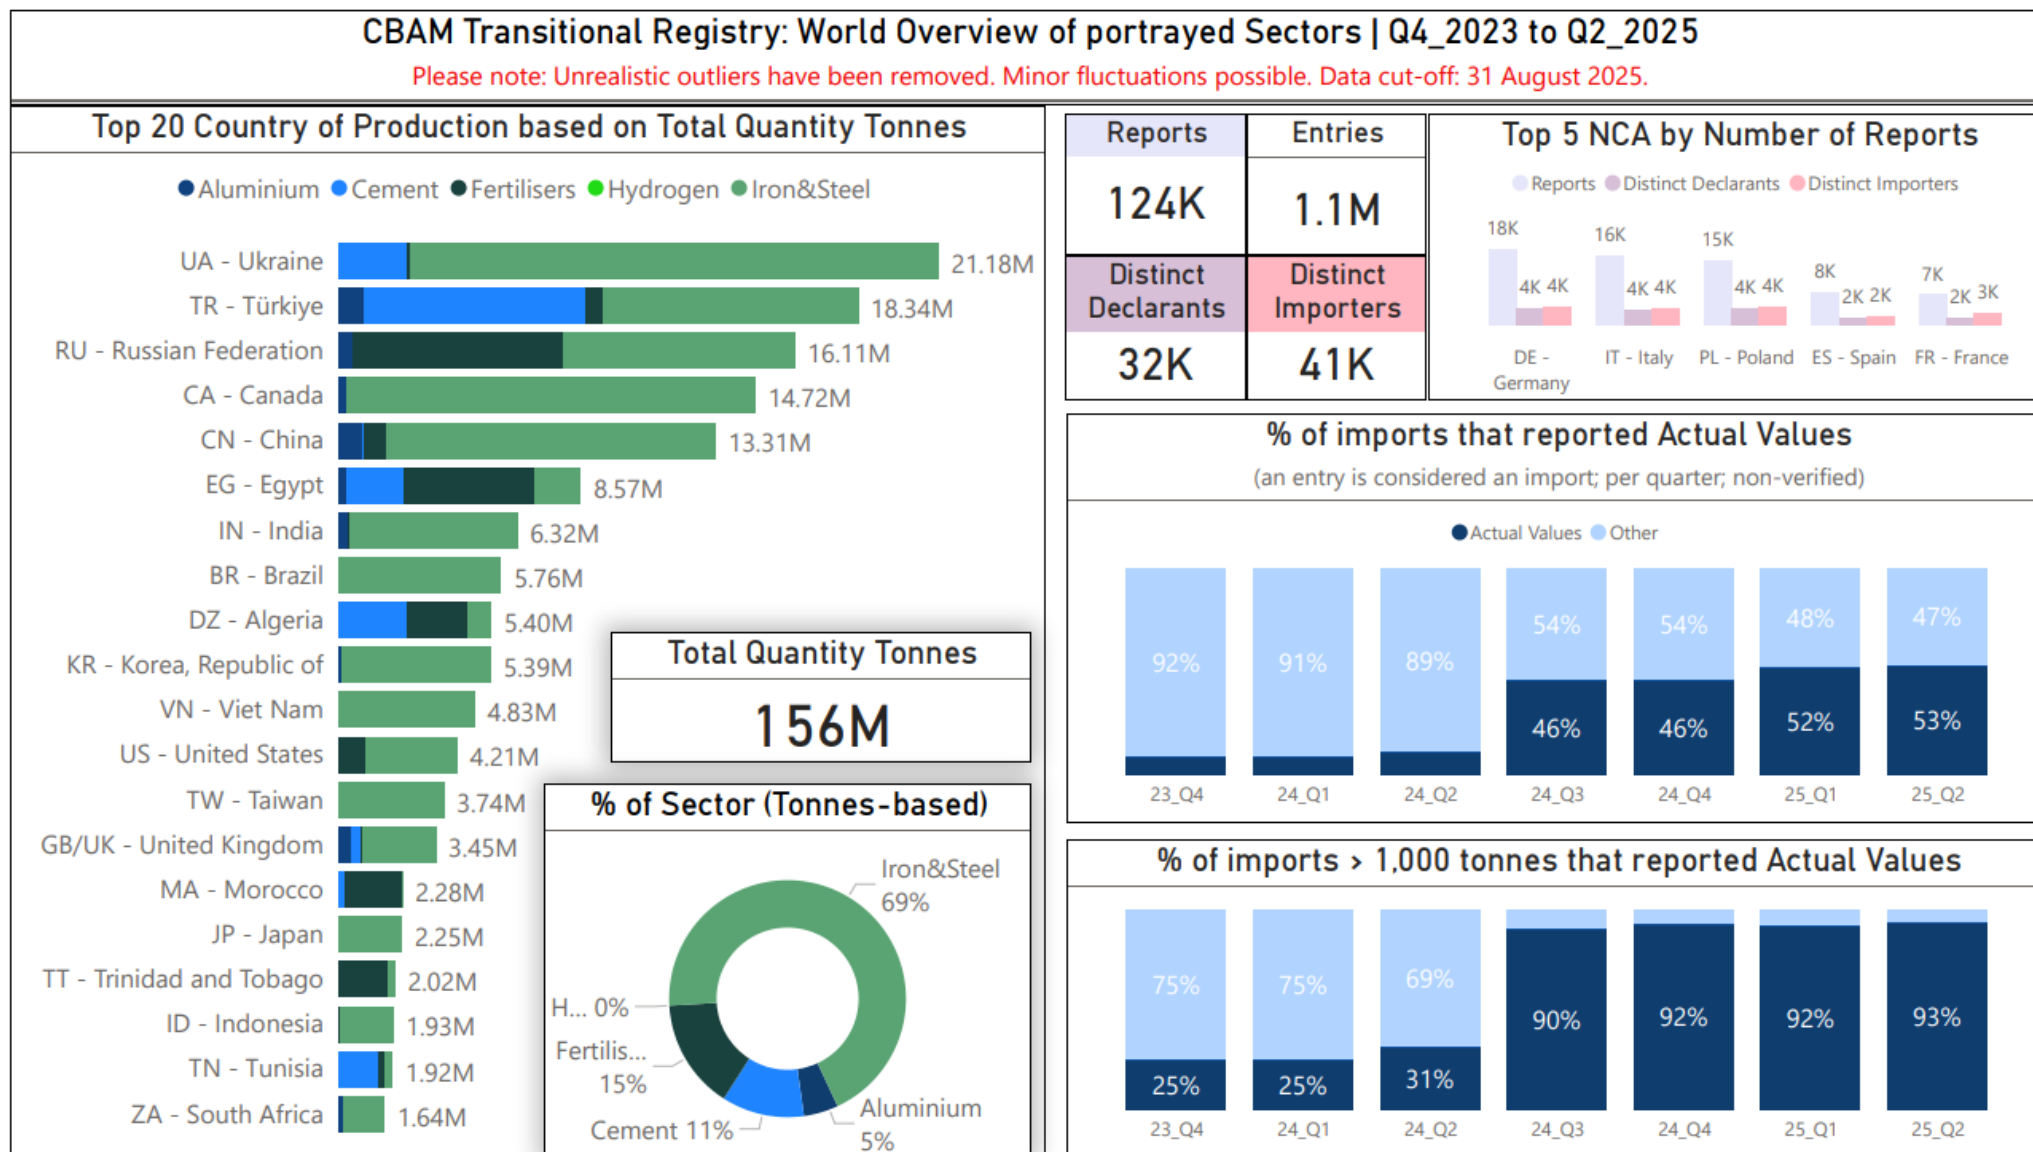 CBAM Transitional Registry: World Overview of portrayed Sectors | Q4_2023 to Q2_2025
Please note: Unrealistic outliers have been removed. Minor fluctuations possible. Data cut-off: 31 August 2025.
Top 20 Country of Production based on Total Quantity Tonnes
Aluminium Cement Fertilisers Hydrogen Iron&Steel
UA - Ukraine 21.18M
TR - Türkiye 18.34M
RU - Russian Federation 16.11M
CA - Canada 14.72M
CN - China 13.31M
EG - Egypt 8.57M
IN - India 6.32M
BR - Brazil 5.76M
DZ - Algeria 5.40M
KR - Korea, Republic of 5.39M
VN - Viet Nam 4.83M
US - United States 4.21M
TW - Taiwan 3.74M
GB/UK - United Kingdom 3.45M
MA - Morocco 2.28M
JP - Japan 2.25M
TT - Trinidad and Tobago 2.02M
ID - Indonesia 1.93M
TN - Tunisia 1.92M
ZA - South Africa 1.64M
Total Quantity Tonnes
156M
% of Sector (Tonnes-based)
Iron&Steel
69%
H... 0%
Fertilis...
15%
Cement 11%
Aluminium
5%
Reports
124K
Entries
1.1M
Distinct
Declarants
32K
Distinct
Importers
41K
Top 5 NCA by Number of Reports
Reports Distinct Declarants Distinct Importers
18K 4K 4K
16K 4K 4K
15K 4K 4K
8K 2K 2K
7K 2K 3K
DE -
Germany
IT - Italy
PL - Poland
ES - Spain
FR - France
% of imports that reported Actual Values
(an entry is considered an import; per quarter; non-verified)
Actual Values Other
92% 91% 89% 54% 54% 48% 47%
46% 46% 52% 53%
23_Q4 24_Q1 24_Q2 24_Q3 24_Q4 25_Q1 25_Q2
% of imports > 1,000 tonnes that reported Actual Values
75% 75% 69%
25% 25% 31% 90% 92% 92% 93%
23_Q4 24_Q1 24_Q2 24_Q3 24_Q4 25_Q1 25_Q2